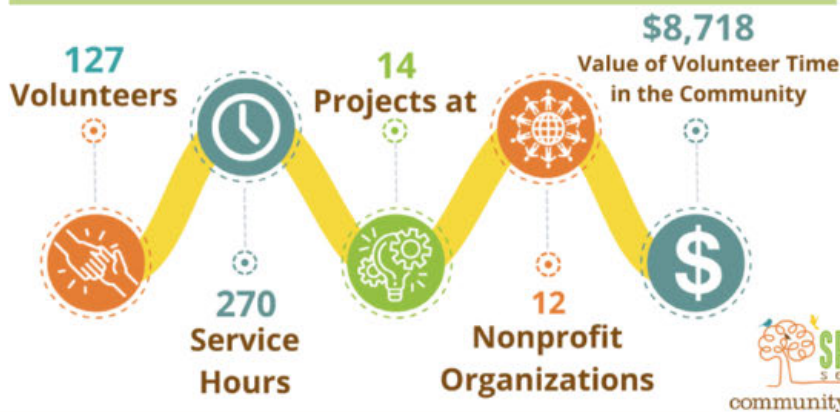 127
Volunteers
270
Service
Hours
14
Projects at
12
Nonprofit
Organizations
$8,718
Value of Volunteer Time
in the Community
$
community